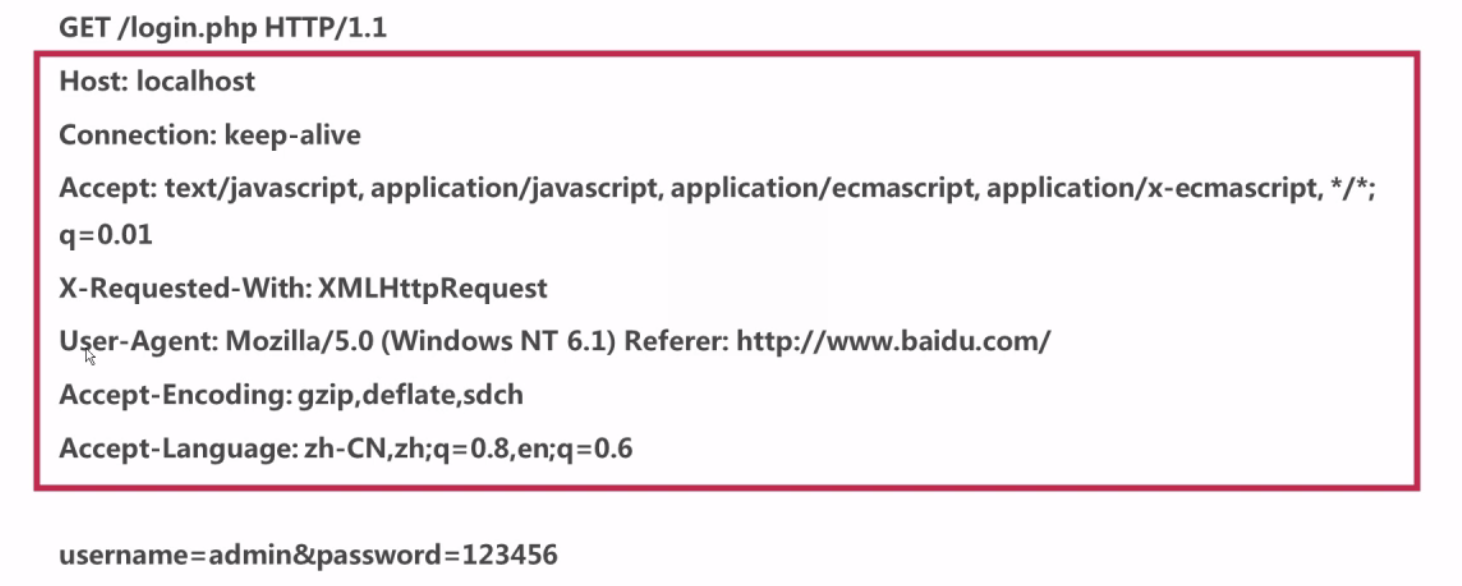 GET /login.php HTTP/1.1
Host: localhost
Connection: keep-alive
Accept: text/javascript, application/javascript, application/ecmascript, application/x-ecmascript, */*;
q=0.01
X-Requested-With: XMLHttpRequest
User-Agent: Mozilla/5.0 (Windows NT 6.1) Referer: http://www.baidu.com/
Accept-Encoding: gzip,deflate,sdch
Accept-Language: zh-CN,zh;q=0.8,en;q=0.6
username=admin&password=123456